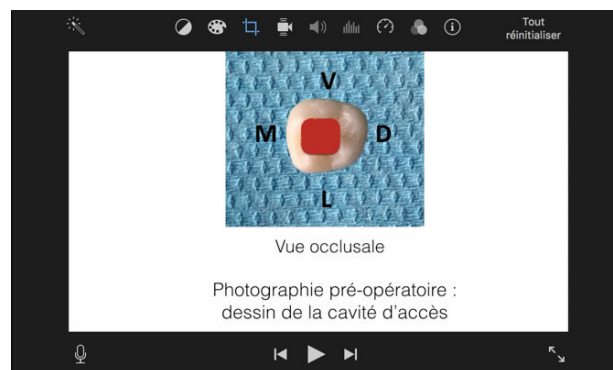 Tout
réinitialiser
V
M D
L
Vue occlusale
Photographie pré-opératoire :
dessin de la cavité d'accès